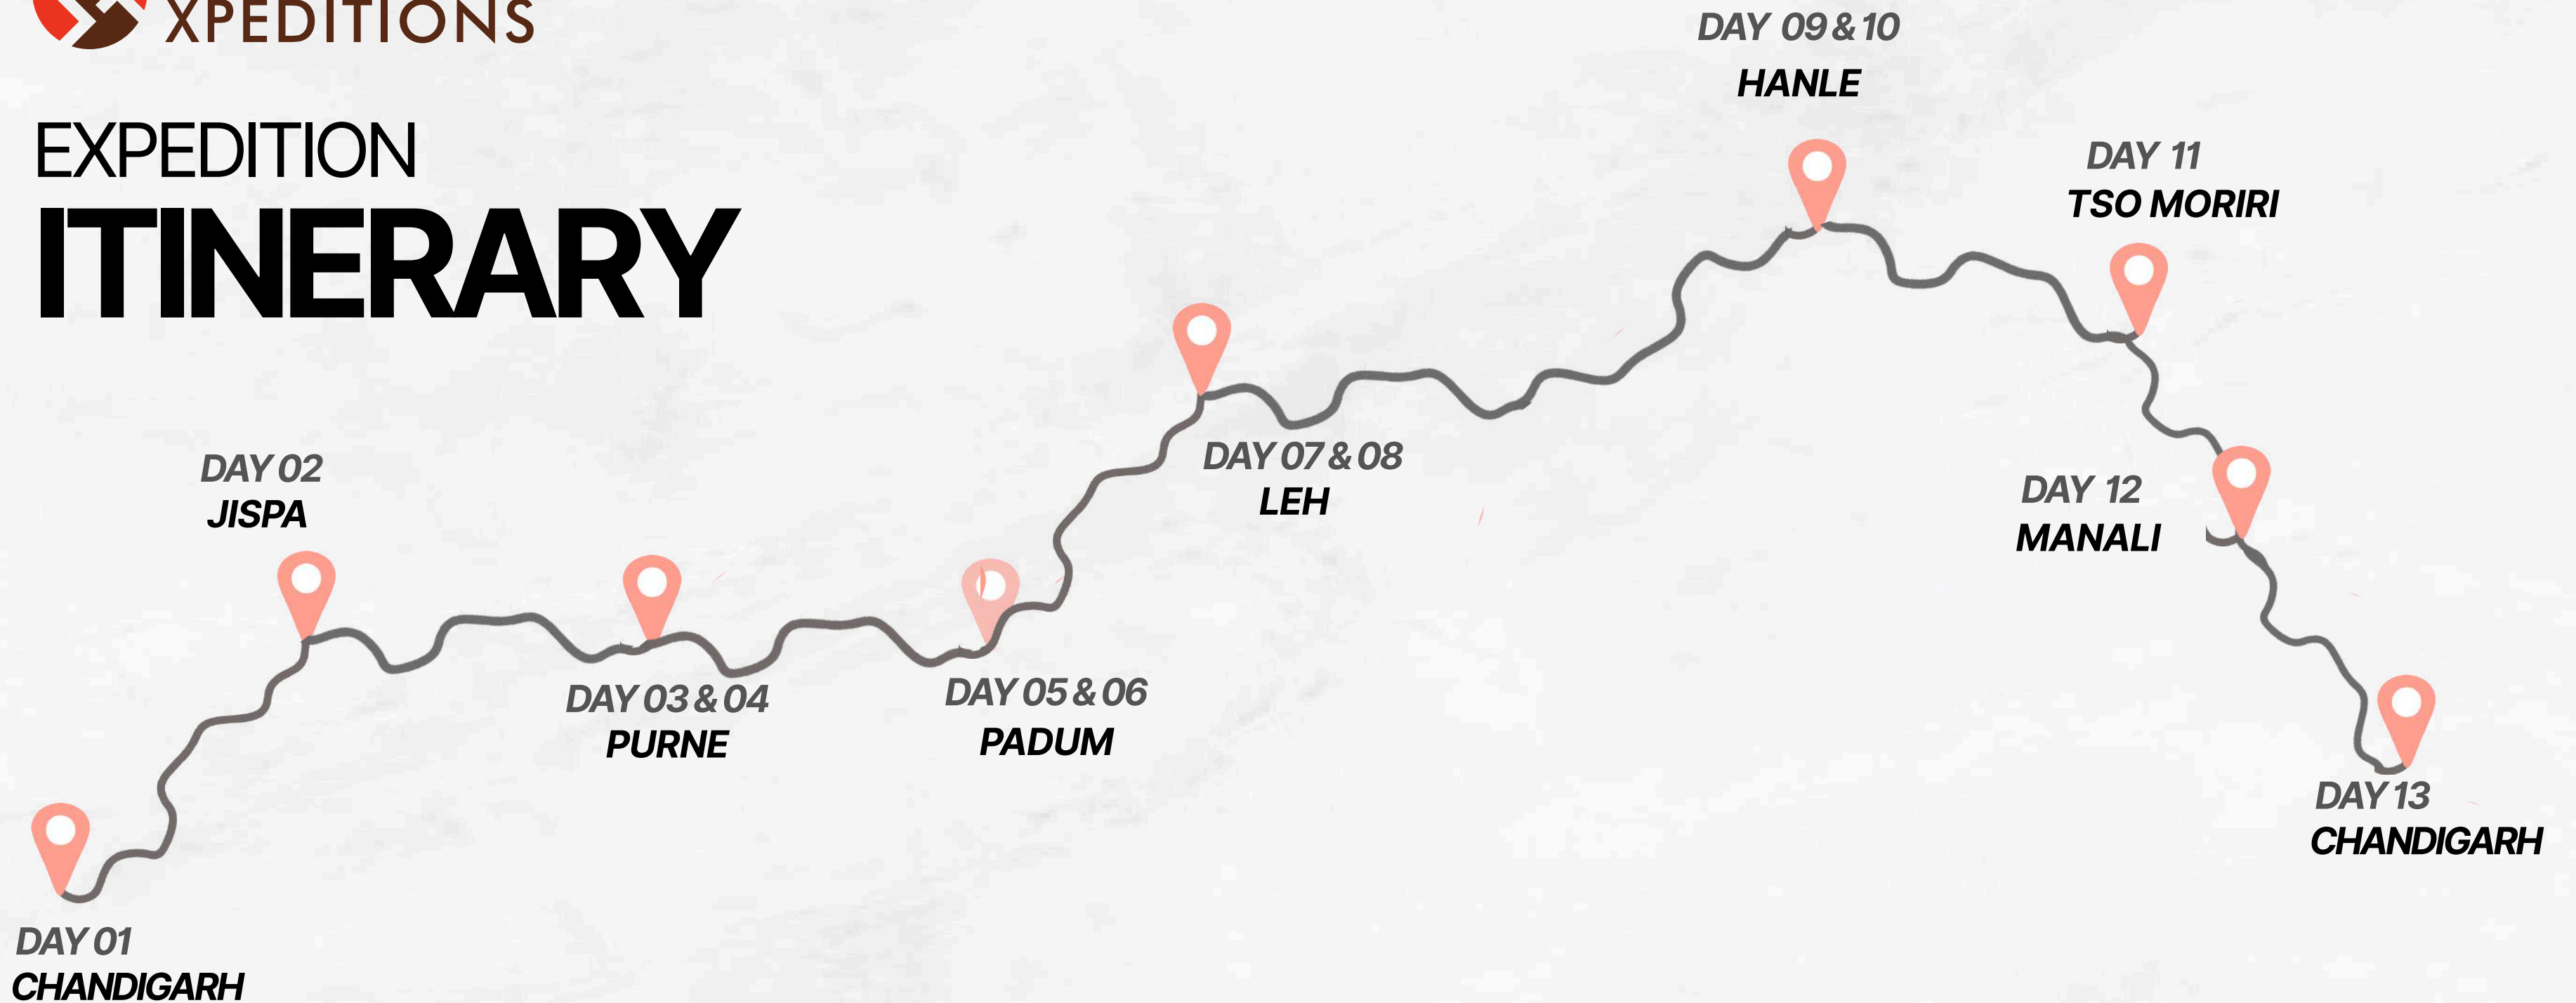 XPEDITIONS
EXPEDITION
ITINERARY
DAY 01
CHANDIGARH
DAY 02
JISPA
DAY 03 & 04
PURNE
DAY 05 & 06
PADUM
DAY 07 & 08
LEH
DAY 09 & 10
HANLE
DAY 11
TSO MORIRI
DAY 12
MANALI
DAY 13
CHANDIGARH